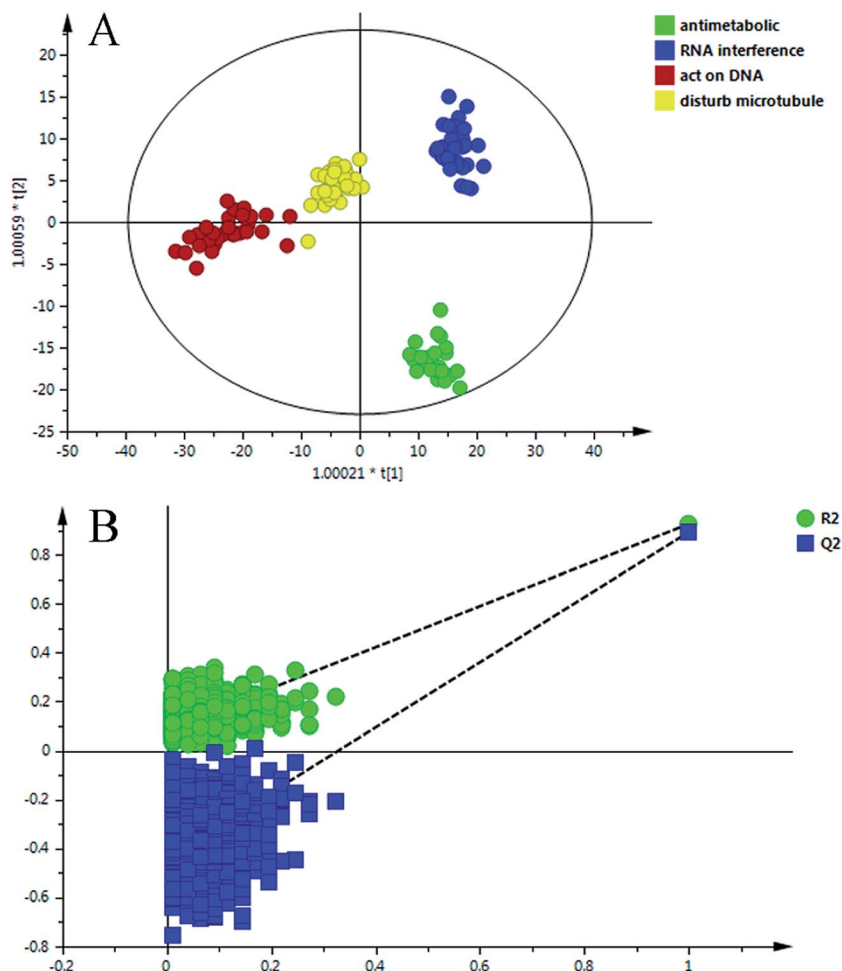 A
antimetabolic
RNA interference
act on DNA
disturb microtubule
20
15
10
5
0
-5
-10
-15
-20
-25
1.00059 * t[2]
-50 -40 -30 -20 -10 0 10 20 30 40
1.00021 * t[1]
B
R2
Q2
0.8
0.6
0.4
0.2
0
-0.2
-0.4
-0.6
-0.8
-0.2 0 0.2 0.4 0.6 0.8 1